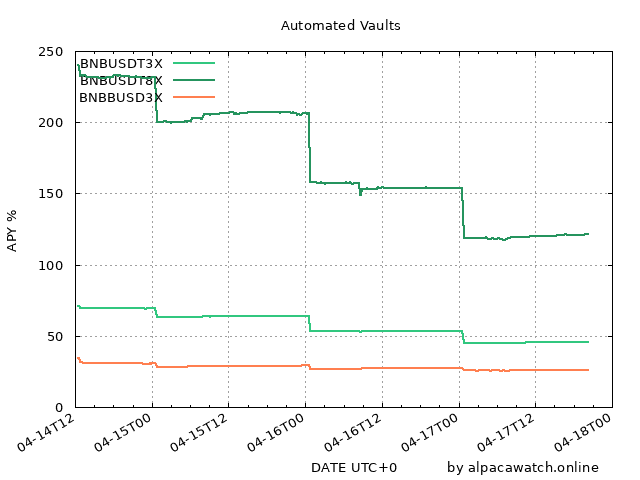 Automated Vaults
250
200
150
100
50
0
APY %
BNBUSDT3X
BNBUSDT8X
BNBBUSD3X
04-14T12
04-15T00
04-15T12
04-16T00
04-16T12
04-17T00
04-17T12
04-18T00
DATE UTC+0
by alpacawatch.online